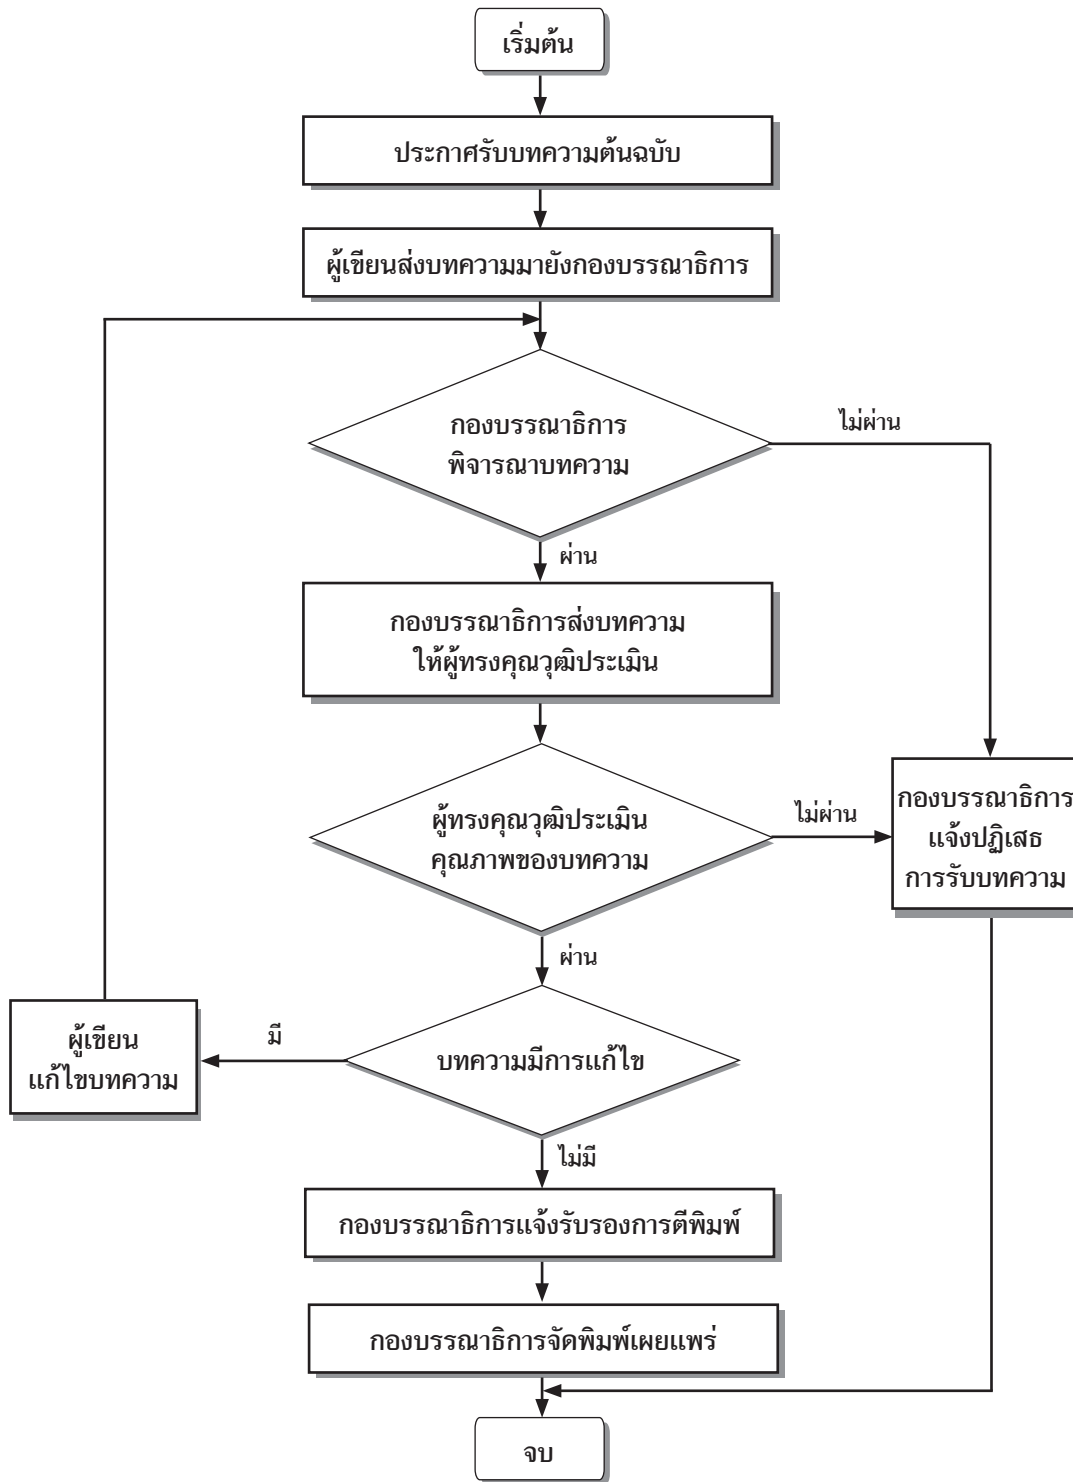 เริ่มต้น
ประกาศรับบทความต้นฉบับ
ผู้เขียนส่งบทความมายังกองบรรณาธิการ
กองบรรณาธิการ
พิจารณาบทความ
ไม่ผ่าน
ผ่าน
กองบรรณาธิการส่งบทความ
ให้ผู้ทรงคุณวุฒิประเมิน
ผู้ทรงคุณวุฒิประเมิน
คุณภาพของบทความ
ไม่ผ่าน
กองบรรณาธิการ
แจ้งปฏิเสธ
การรับบทความ
ผ่าน
บทความมีการแก้ไข
มี
ผู้เขียน
แก้ไขบทความ
ไม่มี
กองบรรณาธิการแจ้งรับรองการตีพิมพ์
กองบรรณาธิการจัดพิมพ์เผยแพร่
จบ